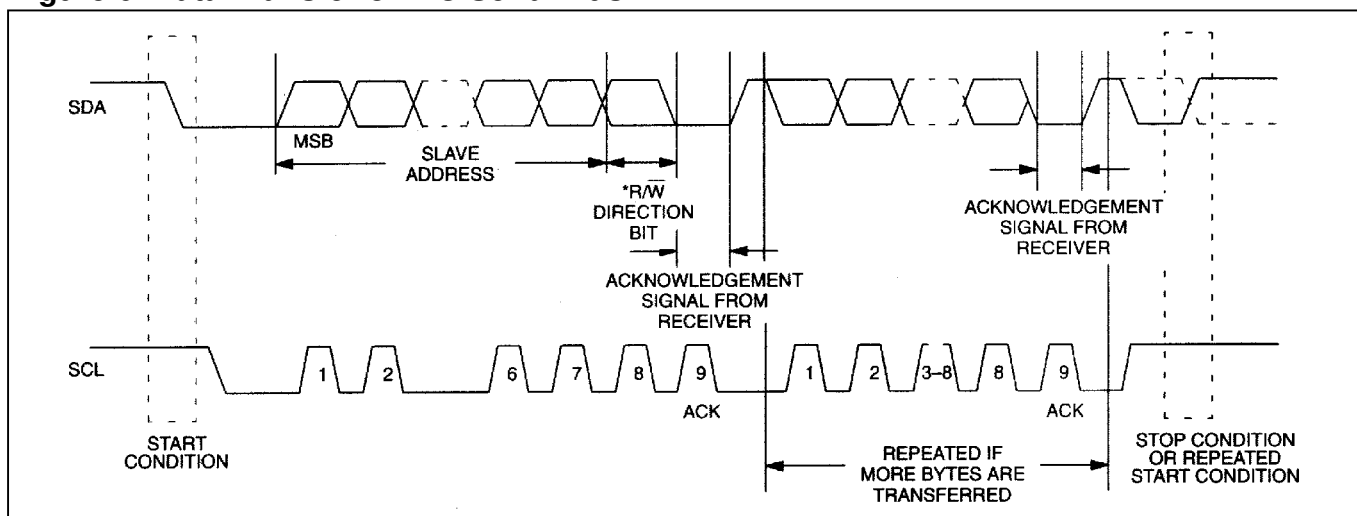 SDA
MSB
SLAVE
ADDRESS
*R/W̅
DIRECTION
BIT
ACKNOWLEDGEMENT
SIGNAL FROM
RECEIVER
ACKNOWLEDGEMENT
SIGNAL FROM
RECEIVER
SCL
1 2 6 7 8 9 1 2 3–8 8 9
ACK ACK
START
CONDITION
REPEATED IF
MORE BYTES ARE
TRANSFERRED
STOP CONDITION
OR REPEATED
START CONDITION